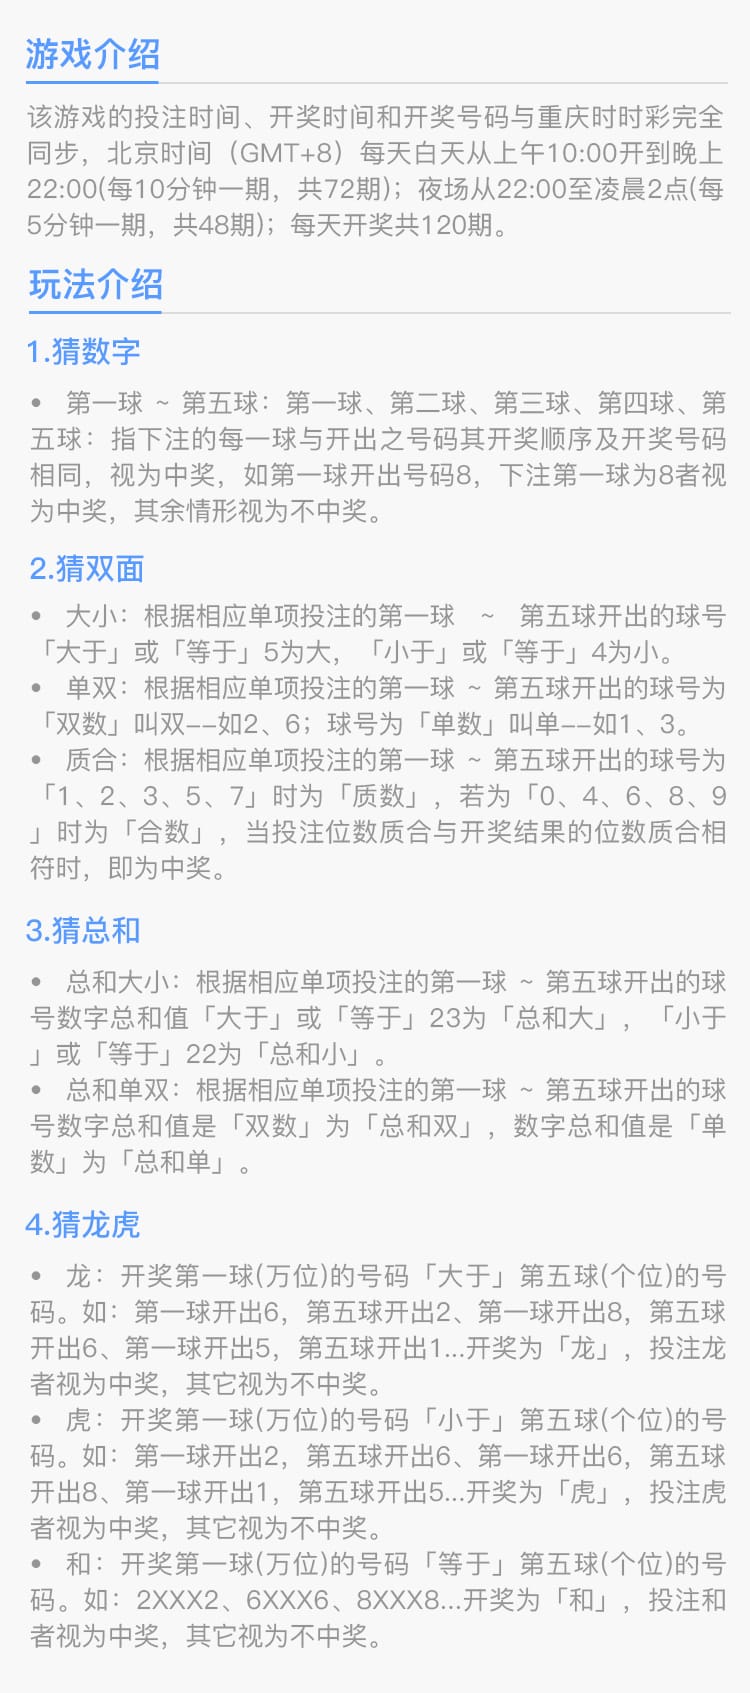 游戏介绍
该游戏的投注时间、开奖时间和开奖号码与重庆时时彩完全
同步，北京时间（GMT+8）每天白天从上午10:00开到晚上
22:00(每10分钟一期，共72期)；夜场从22:00至凌晨2点(每
5分钟一期，共48期)；每天开奖共120期。
玩法介绍
1.猜数字
• 第一球 ~ 第五球：第一球、第二球、第三球、第四球、第
五球：指下注的每一球与开出之号码其开奖顺序及开奖号码
相同，视为中奖，如第一球开出号码8，下注第一球为8者视
为中奖，其余情形视为不中奖。
2.猜双面
• 大小：根据相应单项投注的第一球 ~ 第五球开出的球号
「大于」或「等于」5为大，「小于」或「等于」4为小。
• 单双：根据相应单项投注的第一球 ~ 第五球开出的球号为
「双数」叫双--如2、6；球号为「单数」叫单--如1、3。
• 质合：根据相应单项投注的第一球 ~ 第五球开出的球号为
「1、2、3、5、7」时为「质数」，若为「0、4、6、8、9
」时为「合数」，当投注位数质合与开奖结果的位数质合相
符时，即为中奖。
3.猜总和
• 总和大小：根据相应单项投注的第一球 ~ 第五球开出的球
号数字总和值「大于」或「等于」23为「总和大」，「小于
」或「等于」22为「总和小」。
• 总和单双：根据相应单项投注的第一球 ~ 第五球开出的球
号数字总和值是「双数」为「总和双」，数字总和值是「单
数」为「总和单」。
4.猜龙虎
• 龙：开奖第一球(万位)的号码「大于」第五球(个位)的号
码。如：第一球开出6，第五球开出2、第一球开出8，第五球
开出6、第一球开出5，第五球开出1...开奖为「龙」，投注龙
者视为中奖，其它视为不中奖。
• 虎：开奖第一球(万位)的号码「小于」第五球(个位)的号
码。如：第一球开出2，第五球开出6、第一球开出6，第五球
开出8、第一球开出1，第五球开出5...开奖为「虎」，投注虎
者视为中奖，其它视为不中奖。
• 和：开奖第一球(万位)的号码「等于」第五球(个位)的号
码。如：2XXX2、6XXX6、8XXX8...开奖为「和」，投注和
者视为中奖，其它视为不中奖。